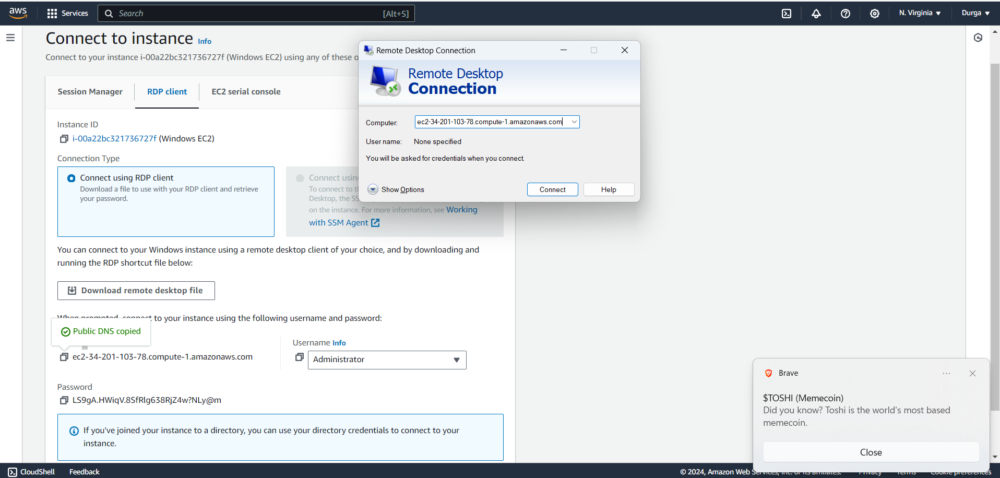 aws
Services
Search
[Alt+S]
N. Virginia
Durga
Connect to instance Info
Connect to your instance i-00a22bc321736727f (Windows EC2) using any of these o
Session Manager
RDP client
EC2 serial console
Instance ID
i-00a22bc321736727f (Windows EC2)
Connection Type
Connect using RDP client
Download a file to use with your RDP client and retrieve
your password.
Connect usin
To connect to t
Desktop, the SS
on the instance. For more information, see Working
with SSM Agent
You can connect to your Windows instance using a remote desktop client of your choice, and by downloading and
running the RDP shortcut file below:
Download remote desktop file
When prompted, connect to your instance using the following username and password:
Public DNS copied
ec2-34-201-103-78.compute-1.amazonaws.com
Username Info
Administrator
Password
LS9gA.HWiqV.8SfRlg638RjZ4w?NLy@m
If you've joined your instance to a directory, you can use your directory credentials to connect to your
instance.
Remote Desktop Connection
Remote Desktop
Connection
Computer:
ec2-34-201-103-78.compute-1.amazonaws.com
User name:
None specified
You will be asked for credentials when you connect.
Show Options
Connect
Help
Brave
$TOSHI (Memecoin)
Did you know? Toshi is the world's most based
memecoin.
Close
CloudShell
Feedback
© 2024, Amazon Web Services, Inc. or its affiliates.
Privacy
Terms
Cookie preferences